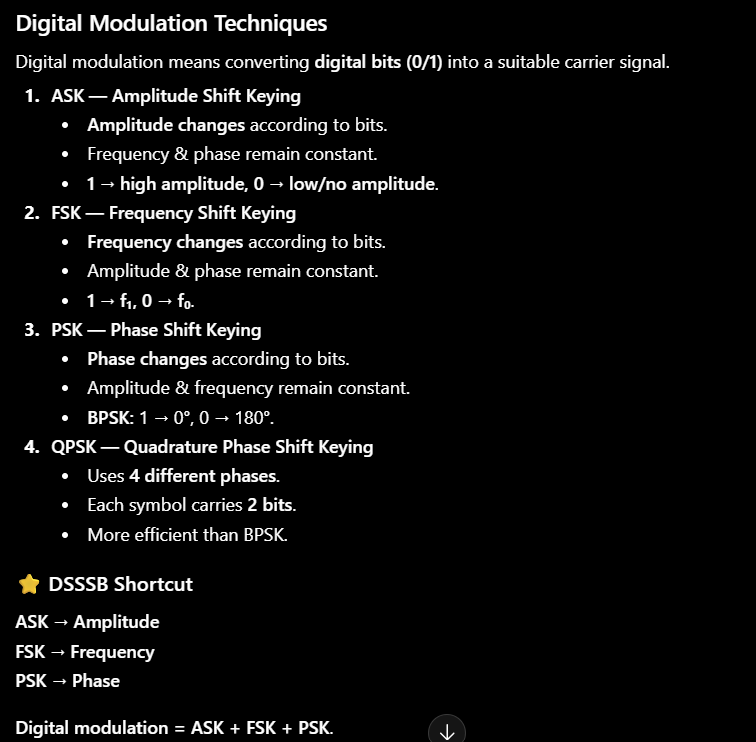 Digital Modulation Techniques
Digital modulation means converting digital bits (0/1) into a suitable carrier signal.
1. ASK — Amplitude Shift Keying
• Amplitude changes according to bits.
• Frequency & phase remain constant.
• 1 → high amplitude, 0 → low/no amplitude.
2. FSK — Frequency Shift Keying
• Frequency changes according to bits.
• Amplitude & phase remain constant.
• 1 → f₁, 0 → f₀.
3. PSK — Phase Shift Keying
• Phase changes according to bits.
• Amplitude & frequency remain constant.
• BPSK: 1 → 0°, 0 → 180°.
4. QPSK — Quadrature Phase Shift Keying
• Uses 4 different phases.
• Each symbol carries 2 bits.
• More efficient than BPSK.
⭐ DSSSB Shortcut
ASK → Amplitude
FSK → Frequency
PSK → Phase
Digital modulation = ASK + FSK + PSK.